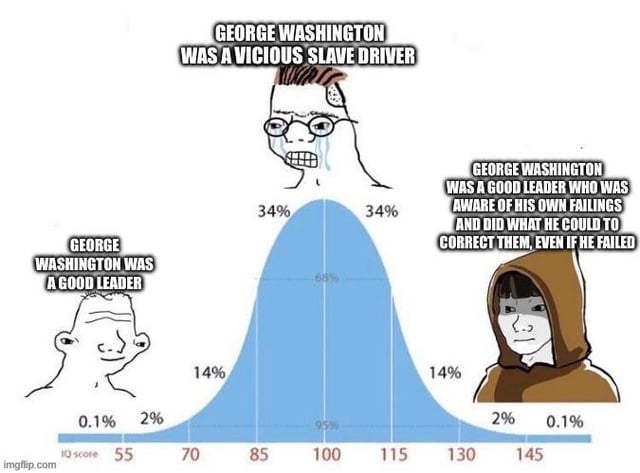 GEORGE WASHINGTON
WAS A VICIOUS SLAVE DRIVER
GEORGE WASHINGTON
WAS A GOOD LEADER WHO WAS
AWARE OF HIS OWN FAILINGS
AND DID WHAT HE COULD TO
CORRECT THEM, EVEN IF HE FAILED
GEORGE
WASHINGTON WAS
A GOOD LEADER
34% 34%
68%
14% 14%
95%
0.1% 2% 2% 0.1%
IQ score 55 70 85 100 115 130 145
imgflip.com